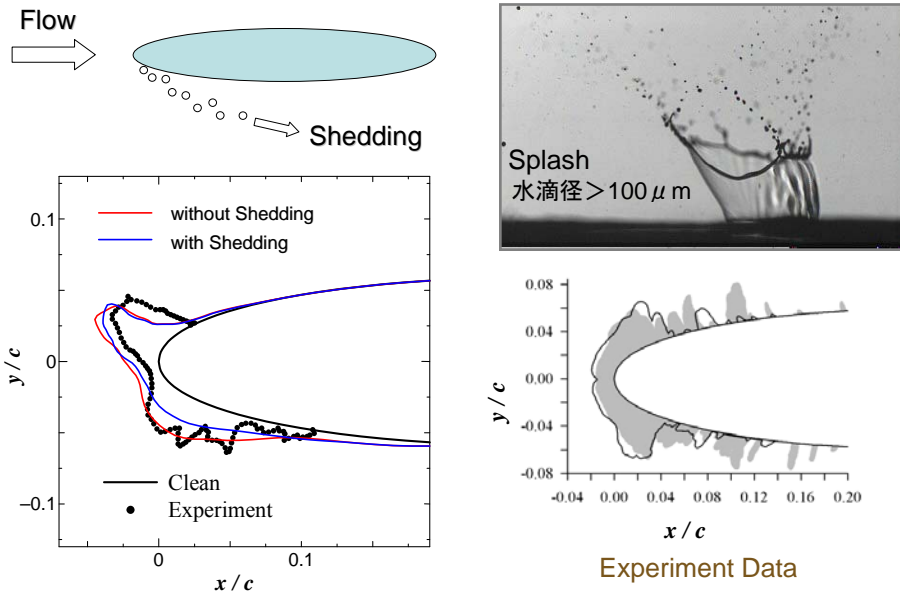 Flow
Shedding
Splash
水滴径＞100μm
0.1
0
−0.1
y / c
without Shedding
with Shedding
Clean
Experiment
0
0.1
x / c
0.08
0.04
0.00
-0.04
-0.08
y / c
-0.04
0.00
0.04
0.08
0.12
0.16
0.20
x / c
Experiment Data